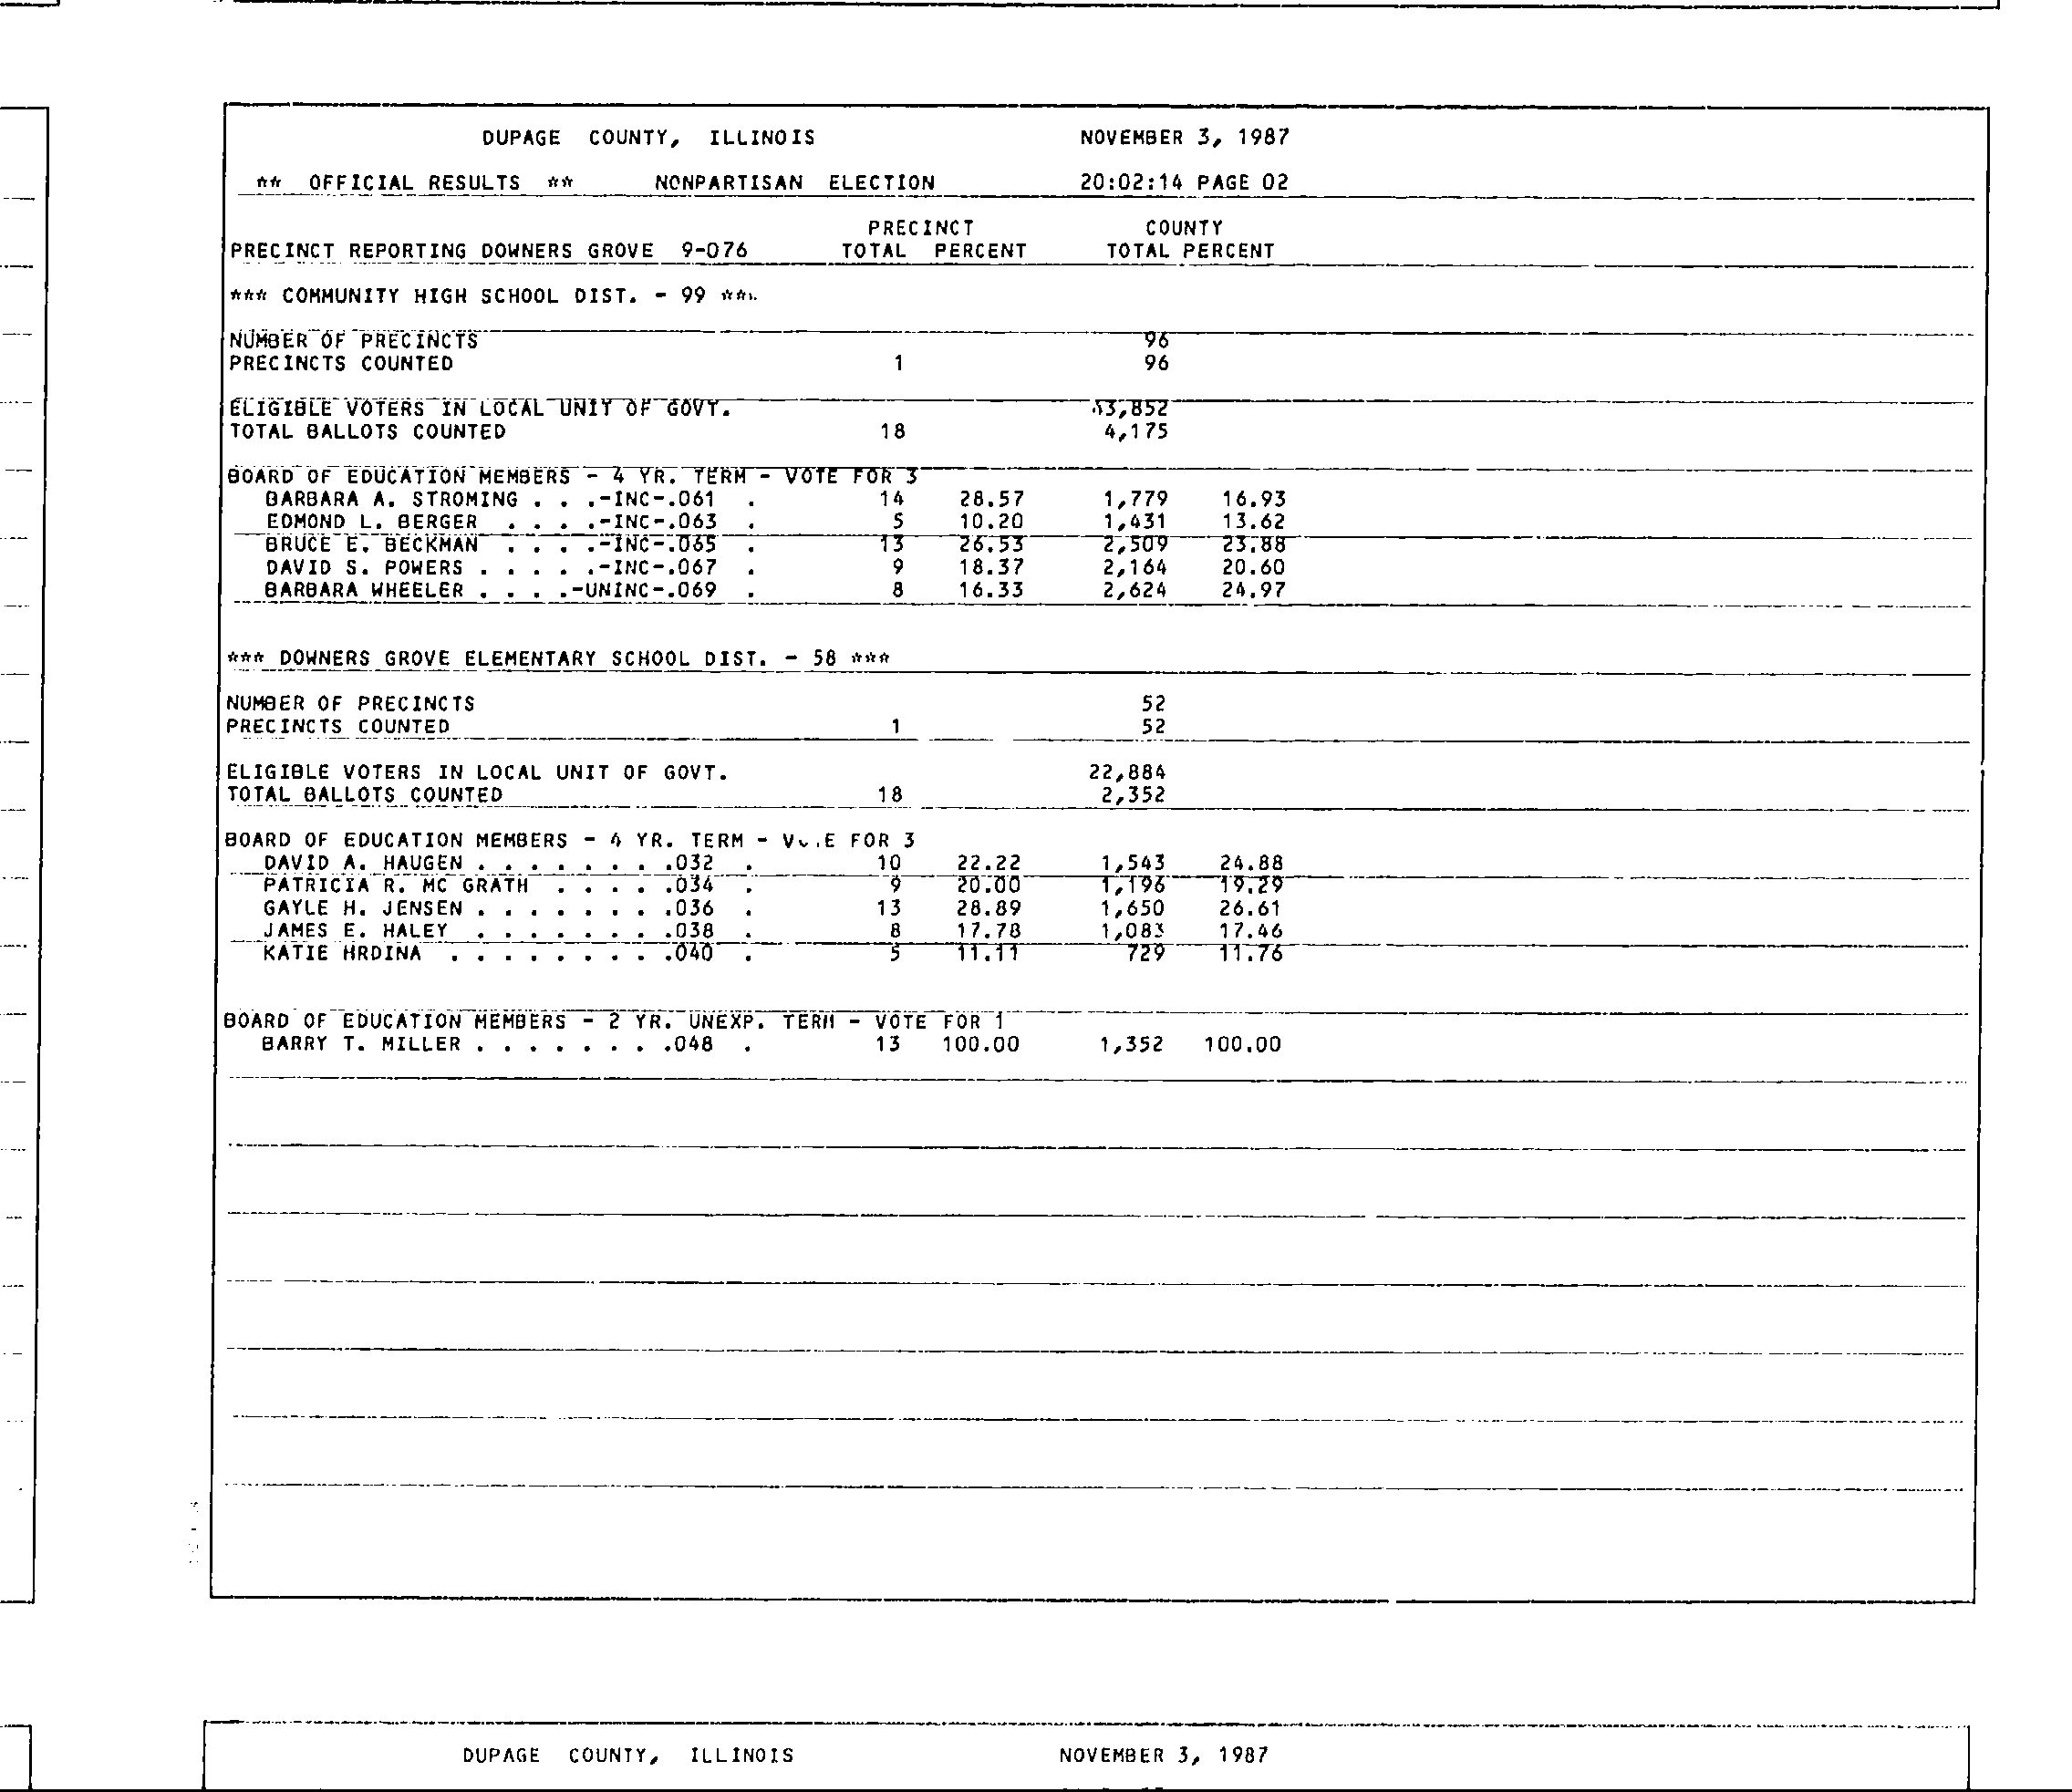 DUPAGE COUNTY, ILLINOIS NOVEMBER 3, 1987
** OFFICIAL RESULTS ** NONPARTISAN ELECTION 20:02:14 PAGE 02
PRECINCT COUNTY
PRECINCT REPORTING DOWNERS GROVE 9-076 TOTAL PERCENT TOTAL PERCENT
*** COMMUNITY HIGH SCHOOL DIST. - 99 ***
NUMBER OF PRECINCTS 96
PRECINCTS COUNTED 1 96
ELIGIBLE VOTERS IN LOCAL UNIT OF GOVT.
TOTAL BALLOTS COUNTED 18 4,175
BOARD OF EDUCATION MEMBERS - 4 YR. TERM - VOTE FOR 3
BARBARA A. STROMING . . .-INC-.061 . 14 28.57 1,779 16.93
EDMOND L. BERGER . . . .-INC-.063 . 5 10.20 1,431 13.62
BRUCE E. BECKMAN . . . .-INC-.065 . 13 26.53 2,509 23.88
DAVID S. POWERS . . . . .-INC-.067 . 9 18.37 2,164 20.60
BARBARA WHEELER . . . .-UNINC-.069 . 8 16.33 2,624 24.97
*** DOWNERS GROVE ELEMENTARY SCHOOL DIST. - 58 ***
NUMBER OF PRECINCTS 52
PRECINCTS COUNTED 1 52
ELIGIBLE VOTERS IN LOCAL UNIT OF GOVT. 22,884
TOTAL BALLOTS COUNTED 18 2,352
BOARD OF EDUCATION MEMBERS - 4 YR. TERM - VOTE FOR 3
DAVID A. HAUGEN . . . . . . . .032 . 10 22.22 1,543 24.88
PATRICIA R. MC GRATH . . . . .034 . 9 20.00 1,196 19.29
GAYLE H. JENSEN . . . . . . . .036 . 13 28.89 1,650 26.61
JAMES E. HALEY . . . . . . . .038 . 8 17.78 1,083 17.46
KATIE HRDINA . . . . . . . . .040 . 5 11.11 729 11.76
BOARD OF EDUCATION MEMBERS - 2 YR. UNEXP. TERM - VOTE FOR 1
BARRY T. MILLER . . . . . . . .048 . 13 100.00 1,352 100.00
DUPAGE COUNTY, ILLINOIS NOVEMBER 3, 1987